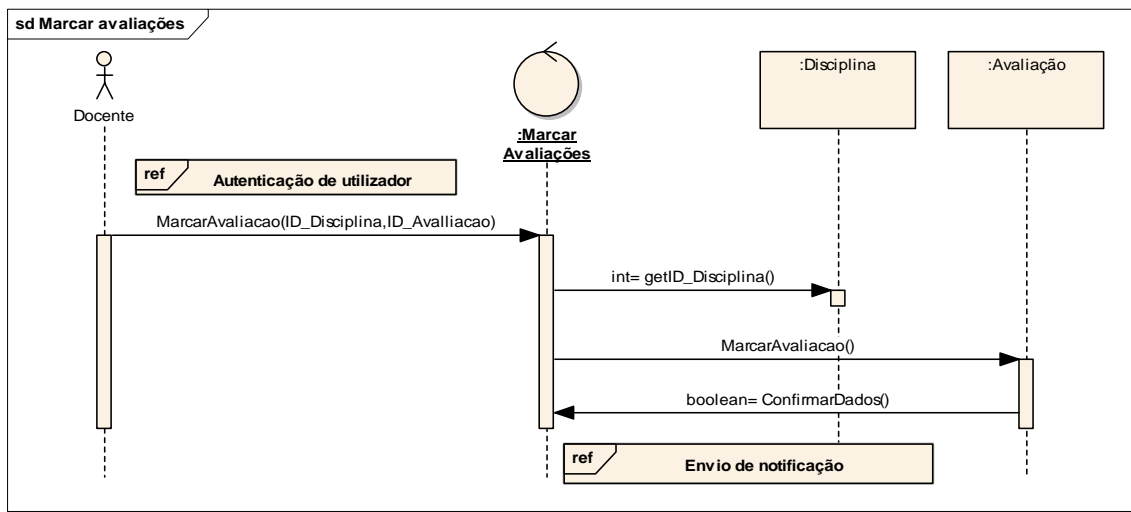 sd Marcar avaliações
:Disciplina
:Avaliação
Docente
:Marcar
Avaliações
ref
Autenticação de utilizador
MarcarAvaliacao(ID_Disciplina,ID_Avalliacao)
int= getID_Disciplina()
MarcarAvaliacao()
boolean= ConfirmarDados()
ref
Envio de notificação